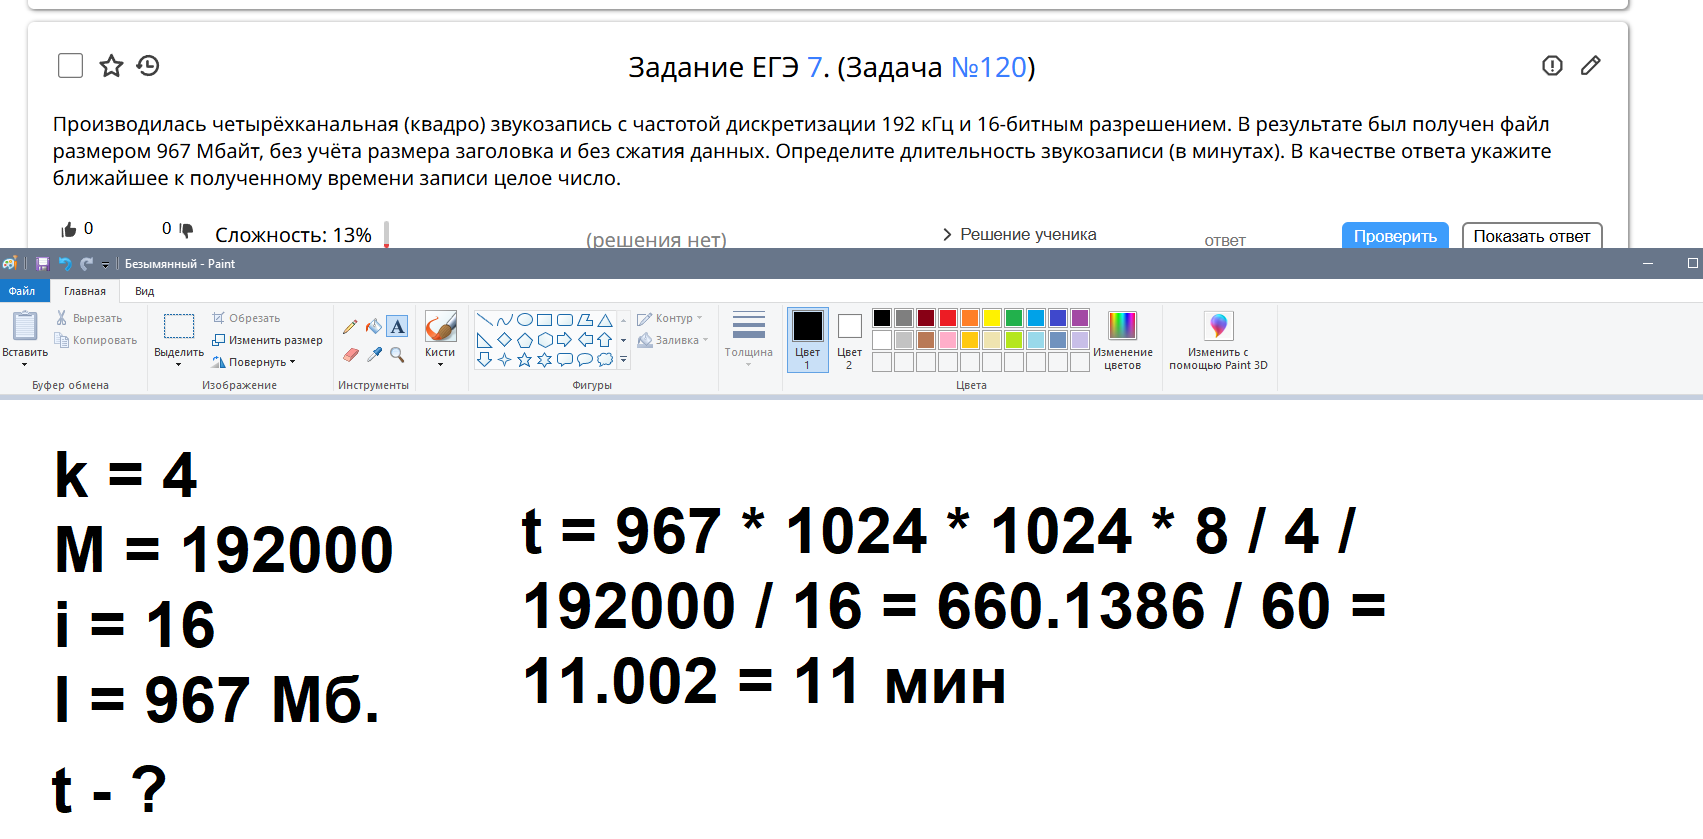 Задание ЕГЭ 7. (Задача №120)
Производилась четырёхканальная (квадро) звукозапись с частотой дискретизации 192 кГц и 16-битным разрешением. В результате был получен файл
размером 967 Мбайт, без учёта размера заголовка и без сжатия данных. Определите длительность звукозаписи (в минутах). В качестве ответа укажите
ближайшее к полученному времени записи целое число.
0 0 Сложность: 13% (решения нет) Решение ученика ответ Проверить Показать ответ
Безымянный - Paint
Файл Главная Вид
Вставить
Вырезать
Копировать
Буфер обмена
Выделить
Обрезать
Изменить размер
Повернуть
Изображение
A
Инструменты
Кисти
Контур
Заливка
Фигуры
Толщина
Цвет
1
Цвет
2
Изменение
цветов
Цвета
Изменить с
помощью Paint 3D
k = 4
M = 192000
i = 16
I = 967 Мб.
t - ?
t = 967 * 1024 * 1024 * 8 / 4 /
192000 / 16 = 660.1386 / 60 =
11.002 = 11 мин